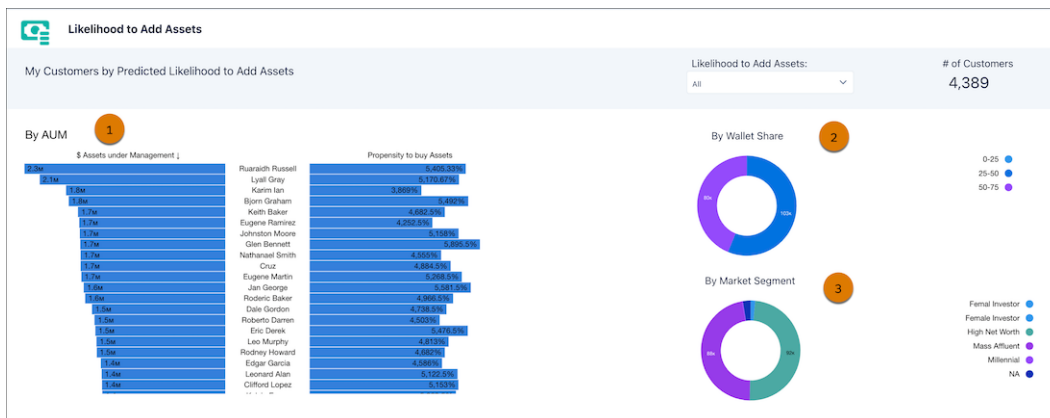 Likelihood to Add Assets
My Customers by Predicted Likelihood to Add Assets
Likelihood to Add Assets:
All
# of Customers
4,389
By AUM
1
$ Assets under Management ↓
Propensity to buy Assets
2.3M Ruaraidh Russell 5,405.33%
2.1M Lyall Gray 5,170.67%
1.8M Karim Ian 3,889%
1.8M Bjorn Graham 5,492%
1.7M Keith Baker 4,682.5%
1.7M Eugene Ramirez 4,252.5%
1.7M Johnston Moore 5,158%
1.7M Glen Bennett 5,895.5%
1.7M Nathanael Smith 4,555%
1.7M Cruz 4,884.5%
1.7M Eugene Martin 5,268.5%
1.6M Jan George 5,581.5%
1.6M Roderic Baker 4,966.5%
1.5M Dale Gordon 4,738.5%
1.5M Roberto Darren 4,503%
1.5M Eric Derek 5,476.5%
1.5M Leo Murphy 4,813%
1.5M Rodney Howard 4,682%
1.4M Edgar Garcia 4,586%
1.4M Leonard Alan 5,122.5%
1.4M Clifford Lopez 5,153%
By Wallet Share
2
0-25
25-50
50-75
By Market Segment
3
Femal Investor
Female Investor
High Net Worth
Mass Affluent
Millennial
NA